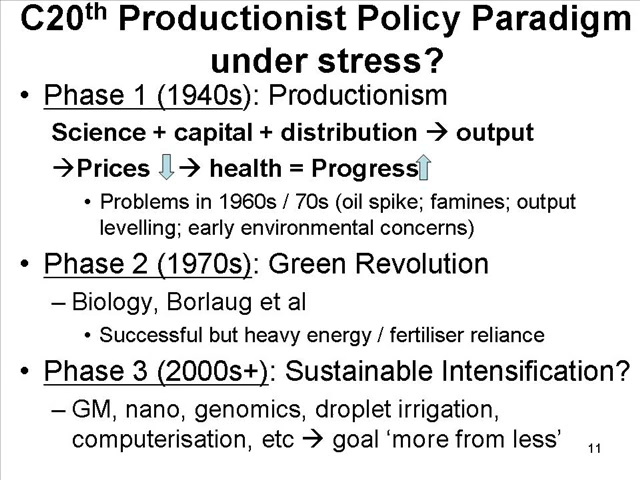 C20th Productionist Policy Paradigm
under stress?
• Phase 1 (1940s): Productionism
Science + capital + distribution → output
→Prices ⇩ → health = Progress⇧
• Problems in 1960s / 70s (oil spike; famines; output
levelling; early environmental concerns)
• Phase 2 (1970s): Green Revolution
– Biology, Borlaug et al
• Successful but heavy energy / fertiliser reliance
• Phase 3 (2000s+): Sustainable Intensification?
– GM, nano, genomics, droplet irrigation,
computerisation, etc → goal ‘more from less’
11